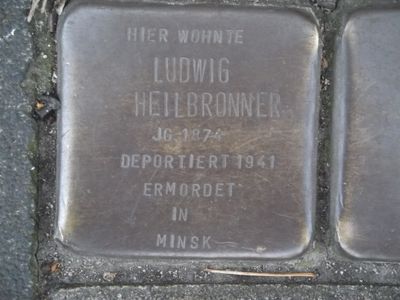 HIER WOHNTE
LUDWIG
HEILBRONNER
JG. 1874
DEPORTIERT 1941
ERMORDET
IN
MINSK